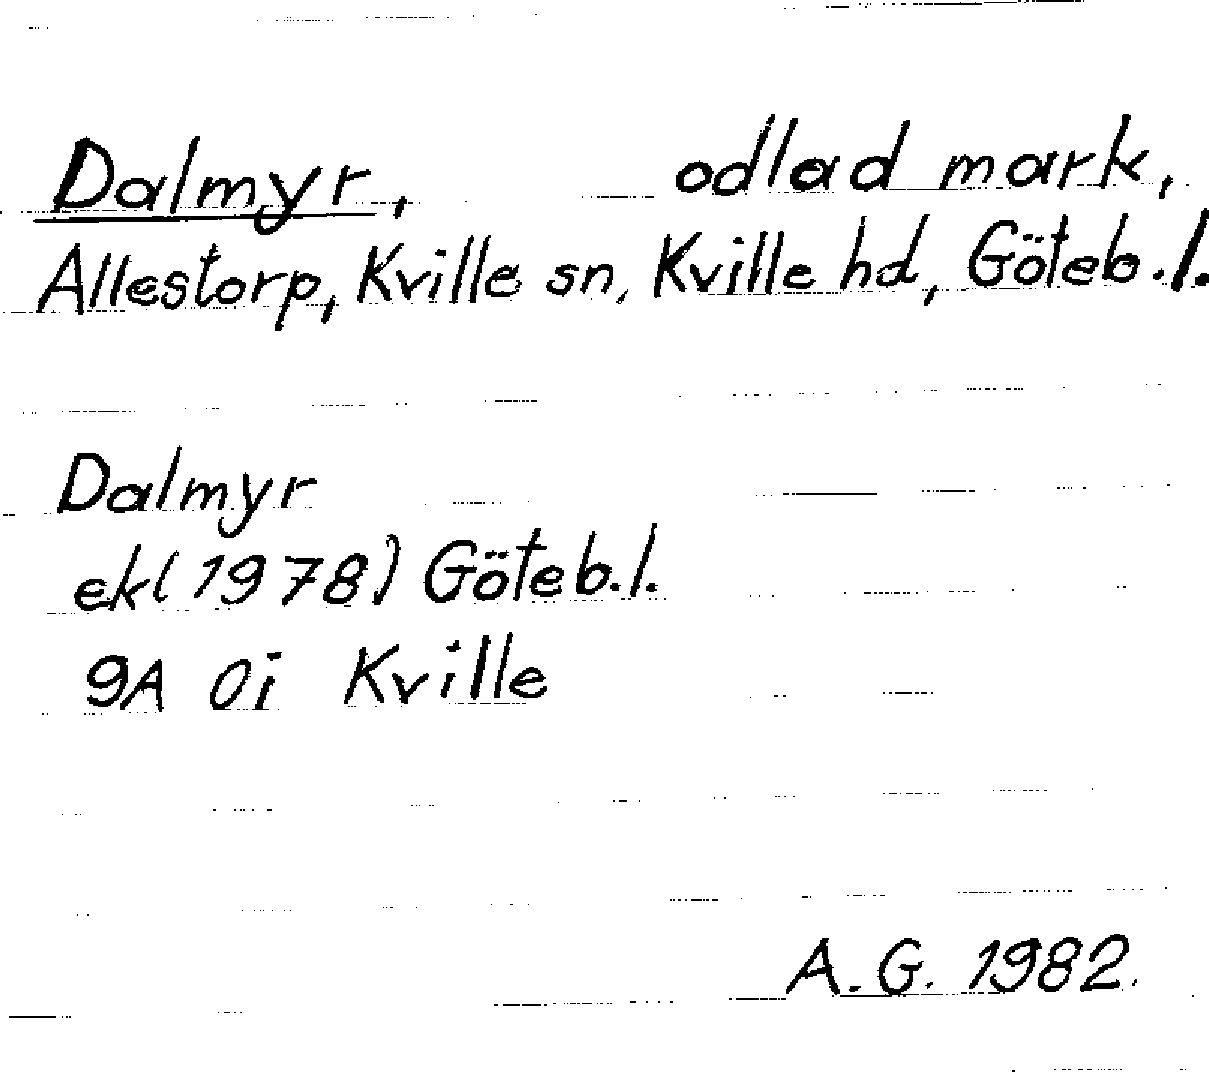 Dalmyr, odlad mark,
Allestorp, Kville sn, Kville hd, Göteb.l.
Dalmyr
ek(1978) Göteb.l.
9A 0i Kville
A.G. 1982.